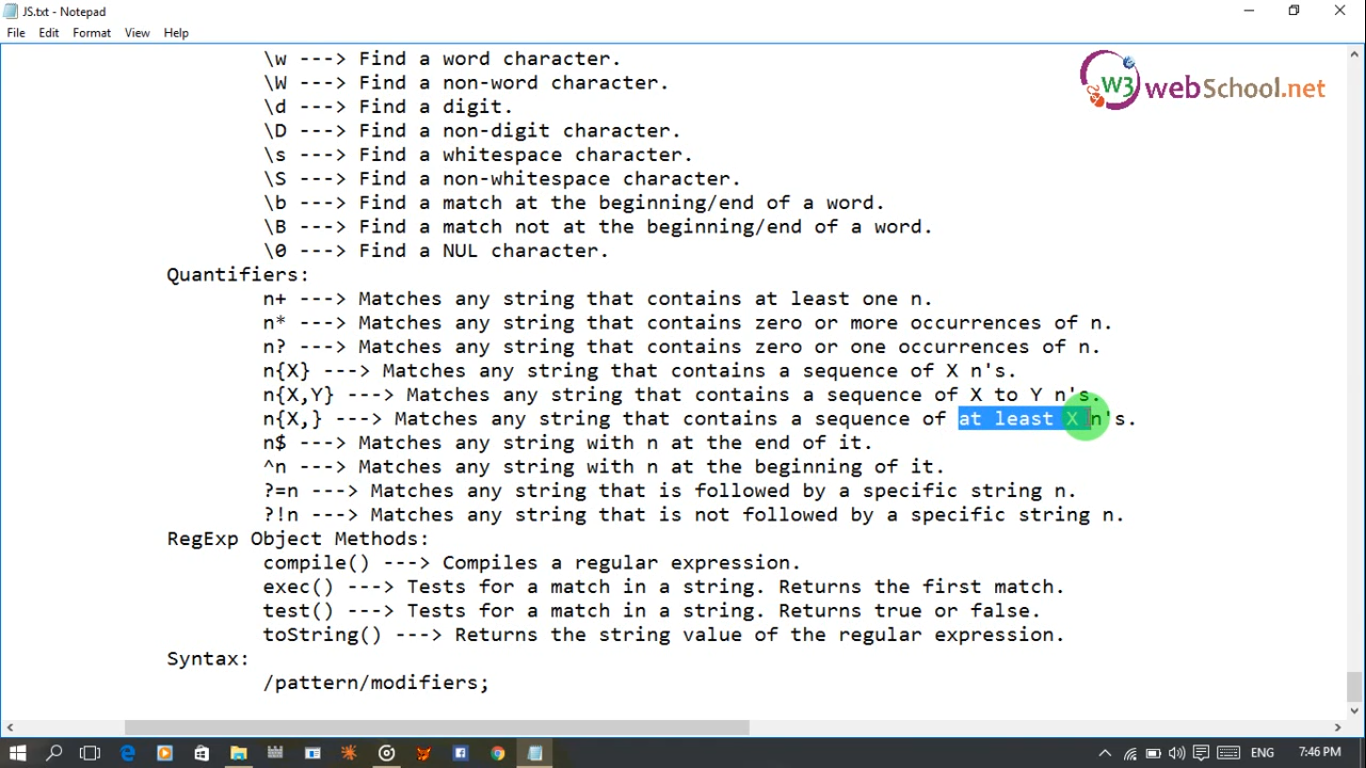 JS.txt - Notepad
File Edit Format View Help
W3 webSchool.net
\w ---> Find a word character.
\W ---> Find a non-word character.
\d ---> Find a digit.
\D ---> Find a non-digit character.
\s ---> Find a whitespace character.
\S ---> Find a non-whitespace character.
\b ---> Find a match at the beginning/end of a word.
\B ---> Find a match not at the beginning/end of a word.
\0 ---> Find a NUL character.
Quantifiers:
n+ ---> Matches any string that contains at least one n.
n* ---> Matches any string that contains zero or more occurrences of n.
n? ---> Matches any string that contains zero or one occurrences of n.
n{X} ---> Matches any string that contains a sequence of X n's.
n{X,Y} ---> Matches any string that contains a sequence of X to Y n's.
n{X,} ---> Matches any string that contains a sequence of at least X n's.
n$ ---> Matches any string with n at the end of it.
^n ---> Matches any string with n at the beginning of it.
?=n ---> Matches any string that is followed by a specific string n.
?!n ---> Matches any string that is not followed by a specific string n.
RegExp Object Methods:
compile() ---> Compiles a regular expression.
exec() ---> Tests for a match in a string. Returns the first match.
test() ---> Tests for a match in a string. Returns true or false.
toString() ---> Returns the string value of the regular expression.
Syntax:
/pattern/modifiers;
ENG 7:46 PM